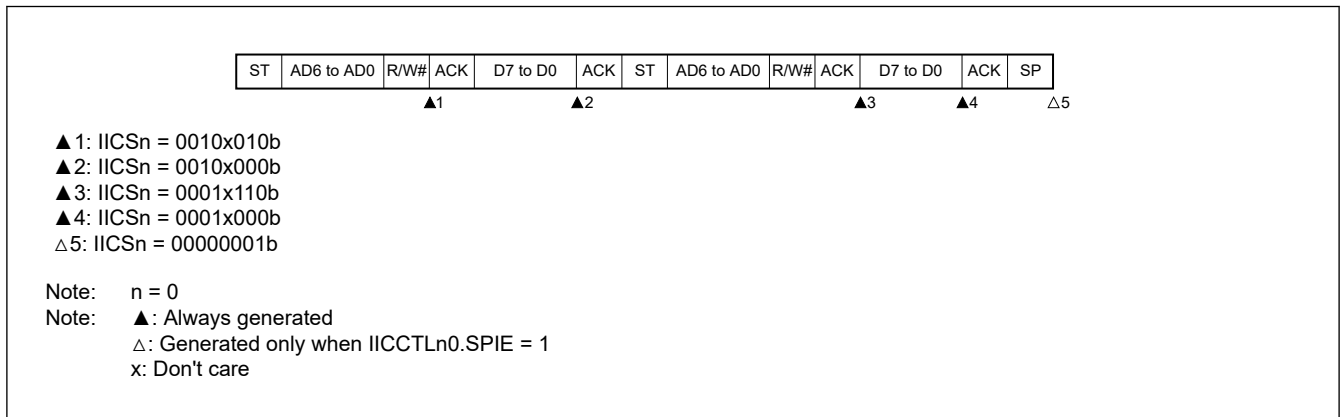 ST AD6 to AD0 R/W# ACK D7 to D0 ACK ST AD6 to AD0 R/W# ACK D7 to D0 ACK SP
▲1 ▲2 ▲3 ▲4 △5
▲1: IICSn = 0010x010b
▲2: IICSn = 0010x000b
▲3: IICSn = 0001x110b
▲4: IICSn = 0001x000b
△5: IICSn = 00000001b
Note: n = 0
Note: ▲: Always generated
△: Generated only when IICCTLn0.SPIE = 1
x: Don't care